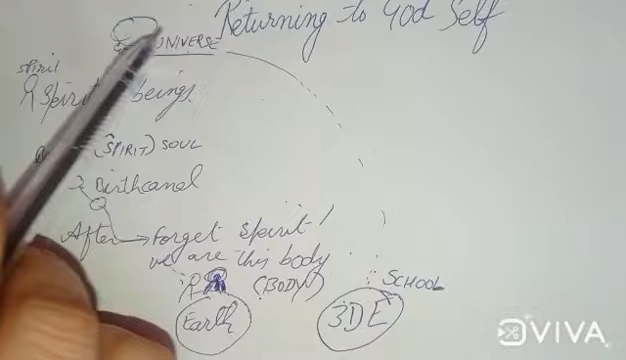 Returning to God Self
UNIVERSE
spirit
Spirit beings
(SPIRIT) SOUL
Birthcanal
After → Forget Spirit!
we are this body
(BODY)
SCHOOL
Earth
3DE
VIVA